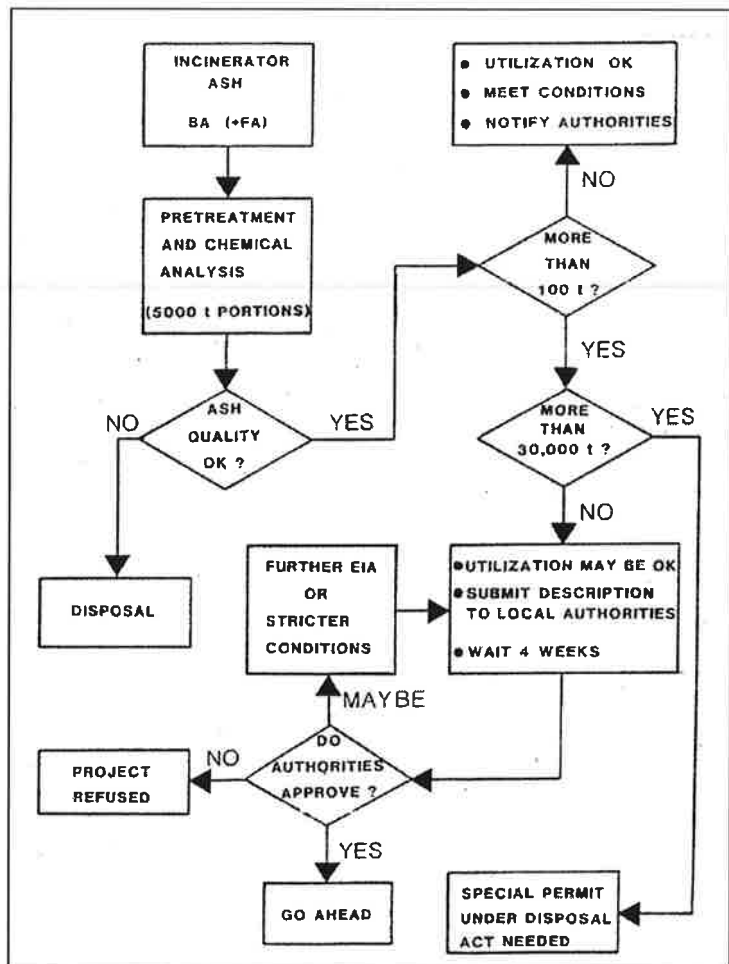 INCINERATOR
ASH
BA (+FA)
PRETREATMENT
AND CHEMICAL
ANALYSIS
(5000 t PORTIONS)
ASH
QUALITY
OK ?
NO
YES
DISPOSAL
● UTILIZATION OK
● MEET CONDITIONS
● NOTIFY AUTHORITIES
NO
MORE
THAN
100 t ?
YES
MORE
THAN
30,000 t ?
YES
NO
● UTILIZATION MAY BE OK
● SUBMIT DESCRIPTION
TO LOCAL AUTHORITIES
● WAIT 4 WEEKS
FURTHER EIA
OR
STRICTER
CONDITIONS
MAYBE
DO
AUTHORITIES
APPROVE ?
NO
PROJECT
REFUSED
YES
GO AHEAD
SPECIAL PERMIT
UNDER DISPOSAL
ACT NEEDED